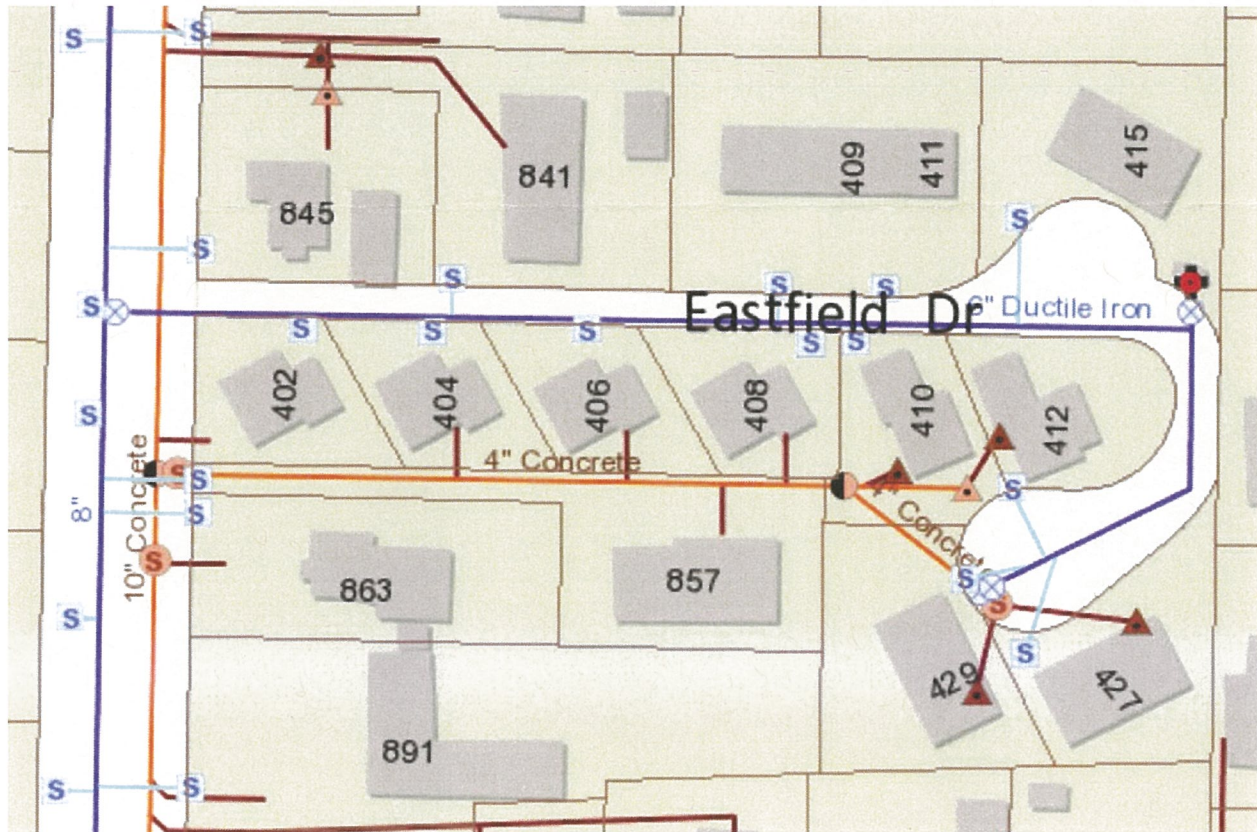 S
S
415
409
411
841
845
S
S
S
S
S
S
Eastfield Dr
6" Ductile Iron
S
S
S
S
S
402
404
406
408
410
412
S
4" Concrete
S
S
S
10" Concrete
8"
S
Concrete
S
863
857
S
S
S
429
427
S
891
S
S